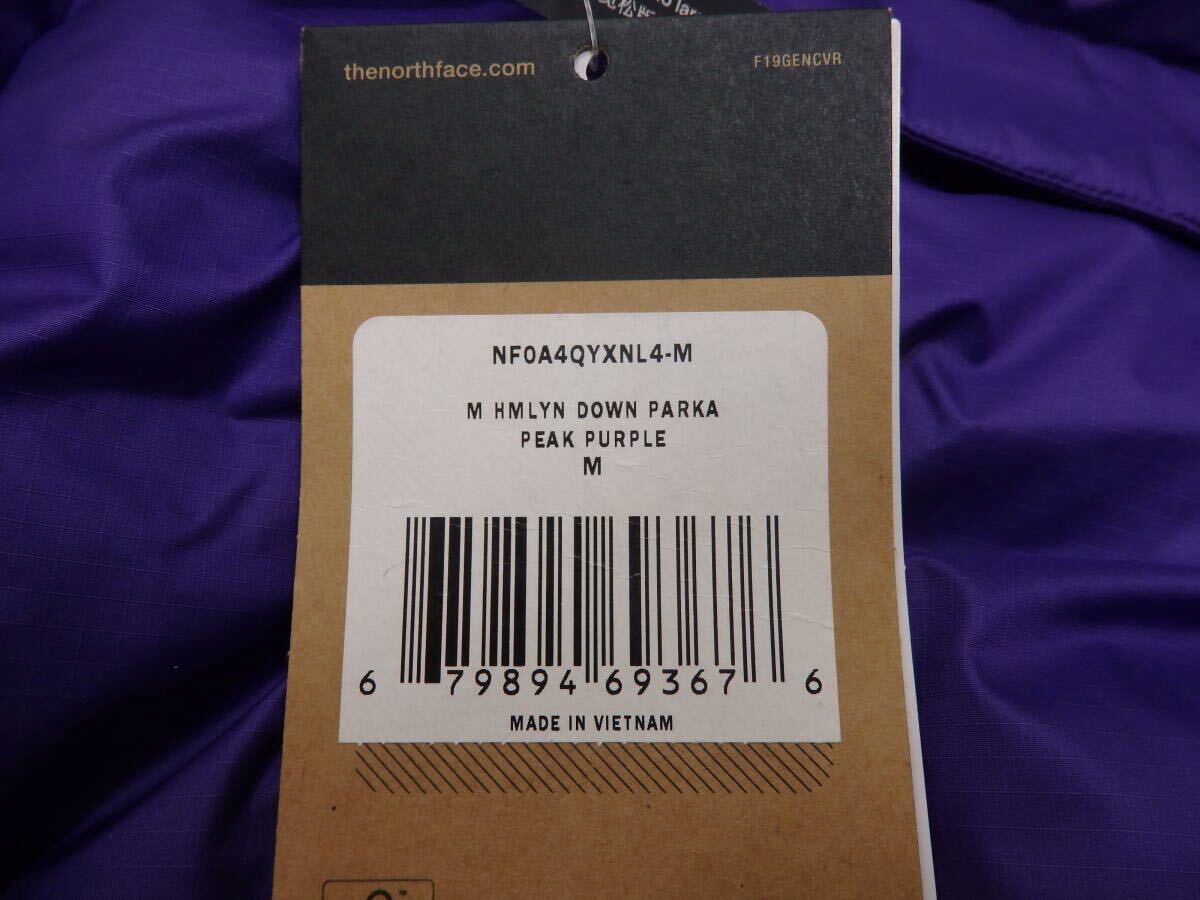 thenorthface.com
F19GENCVR
NF0A4QYXNL4-M
M HMLYN DOWN PARKA
PEAK PURPLE
M
6 79894 69367 6
MADE IN VIETNAM